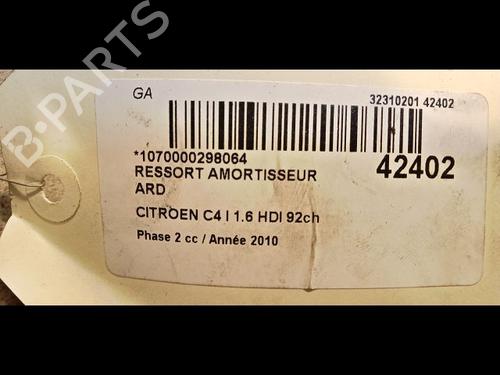 B-PARTS
GA
32310201 42402
*1070000298064
42402
RESSORT AMORTISSEUR
ARD
CITROEN C4 I 1.6 HDI 92ch
Phase 2 cc / Année 2010